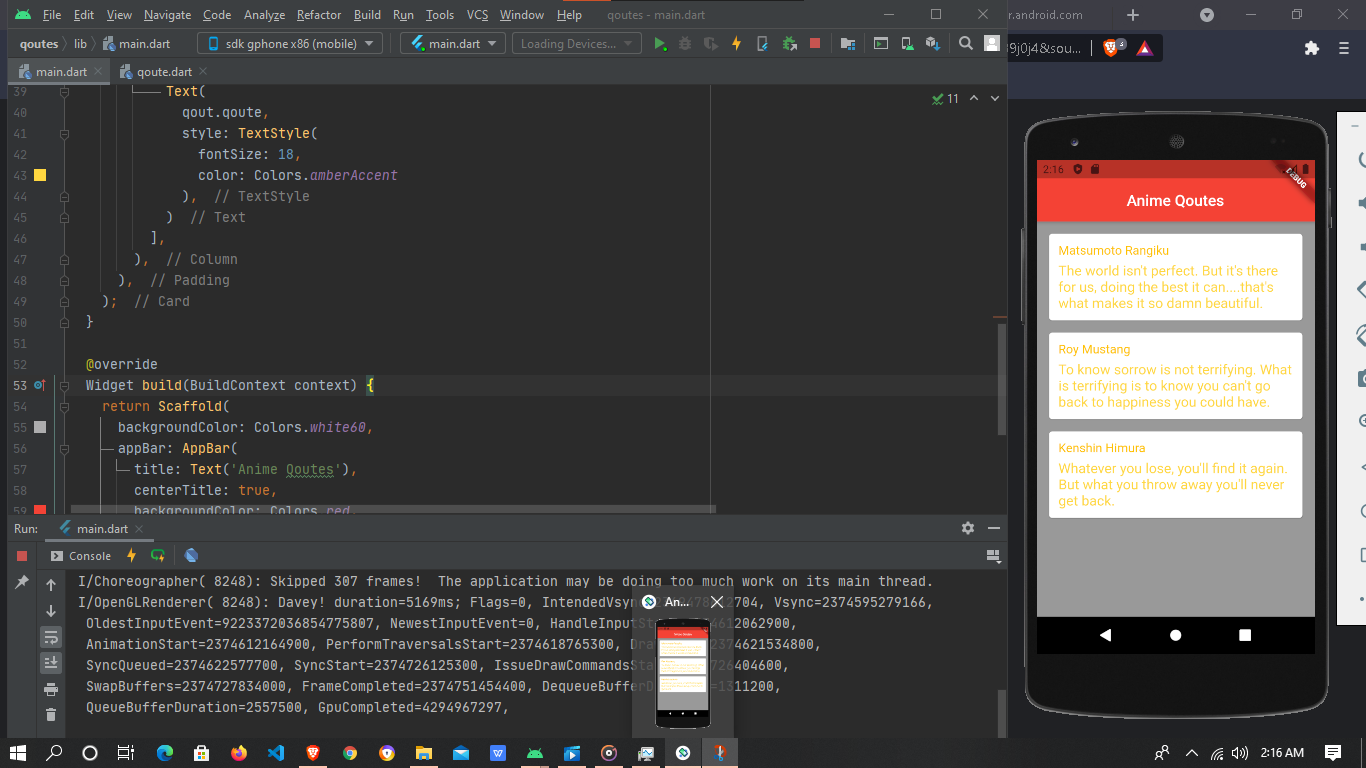 File Edit View Navigate Code Analyze Refactor Build Run Tools VCS Window Help qoutes - main.dart
r.android.com
qoutes lib main.dart
sdk gphone x86 (mobile)
main.dart
Loading Devices...
9j0j4&sou...
3
main.dart
qoute.dart
11
39 Text(
40 qout.qoute,
41 style: TextStyle(
42 fontSize: 18,
43 color: Colors.amberAccent
44 ), // TextStyle
45 ) // Text
46 ],
47 ), // Column
48 ), // Padding
49 ); // Card
50 }
51
52 @override
53 Widget build(BuildContext context) {
54 return Scaffold(
55 backgroundColor: Colors.white60,
56 appBar: AppBar(
57 title: Text('Anime Qoutes'),
58 centerTitle: true,
59 backgroundColor: Colors.red,
Run: main.dart
Console
I/Choreographer( 8248): Skipped 307 frames!  The application may be doing too much work on its main thread.
I/OpenGLRenderer( 8248): Davey! duration=5169ms; Flags=0, IntendedVsync= 2704, Vsync=2374595279166,
OldestInputEvent=9223372036854775807, NewestInputEvent=0, HandleInputSta 4612062900,
AnimationStart=2374612164900, PerformTraversalsStart=2374618765300, Dra 2374621534800,
SyncQueued=2374622577700, SyncStart=2374726125300, IssueDrawCommandsSta 726404600,
SwapBuffers=2374727834000, FrameCompleted=2374751454400, DequeueBufferD =1311200,
QueueBufferDuration=2557500, GpuCompleted=4294967297,
An...
2:16
DEBUG
Anime Qoutes
Matsumoto Rangiku
The world isn't perfect. But it's there
for us, doing the best it can....that's
what makes it so damn beautiful.
Roy Mustang
To know sorrow is not terrifying. What
is terrifying is to know you can't go
back to happiness you could have.
Kenshin Himura
Whatever you lose, you'll find it again.
But what you throw away you'll never
get back.
2:16 AM